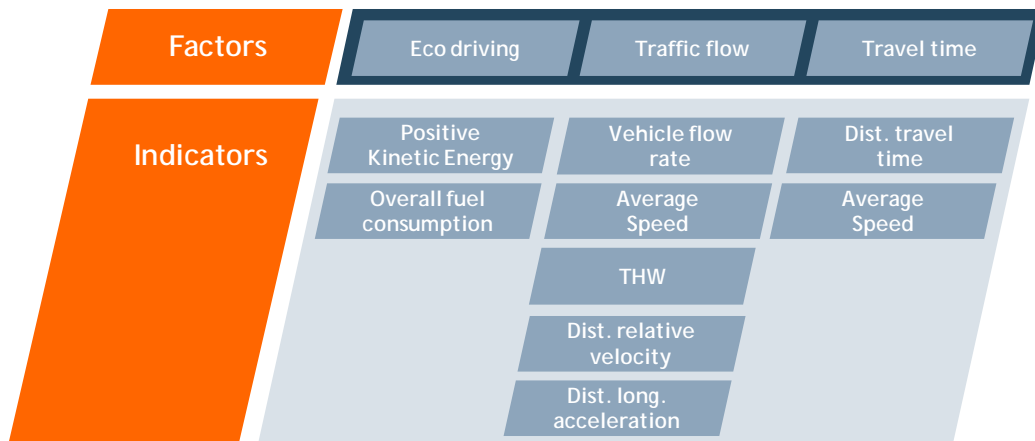 Factors
Eco driving
Traffic flow
Travel time
Indicators
Positive
Kinetic Energy
Vehicle flow
rate
Dist. travel
time
Overall fuel
consumption
Average
Speed
Average
Speed
THW
Dist. relative
velocity
Dist. long.
acceleration